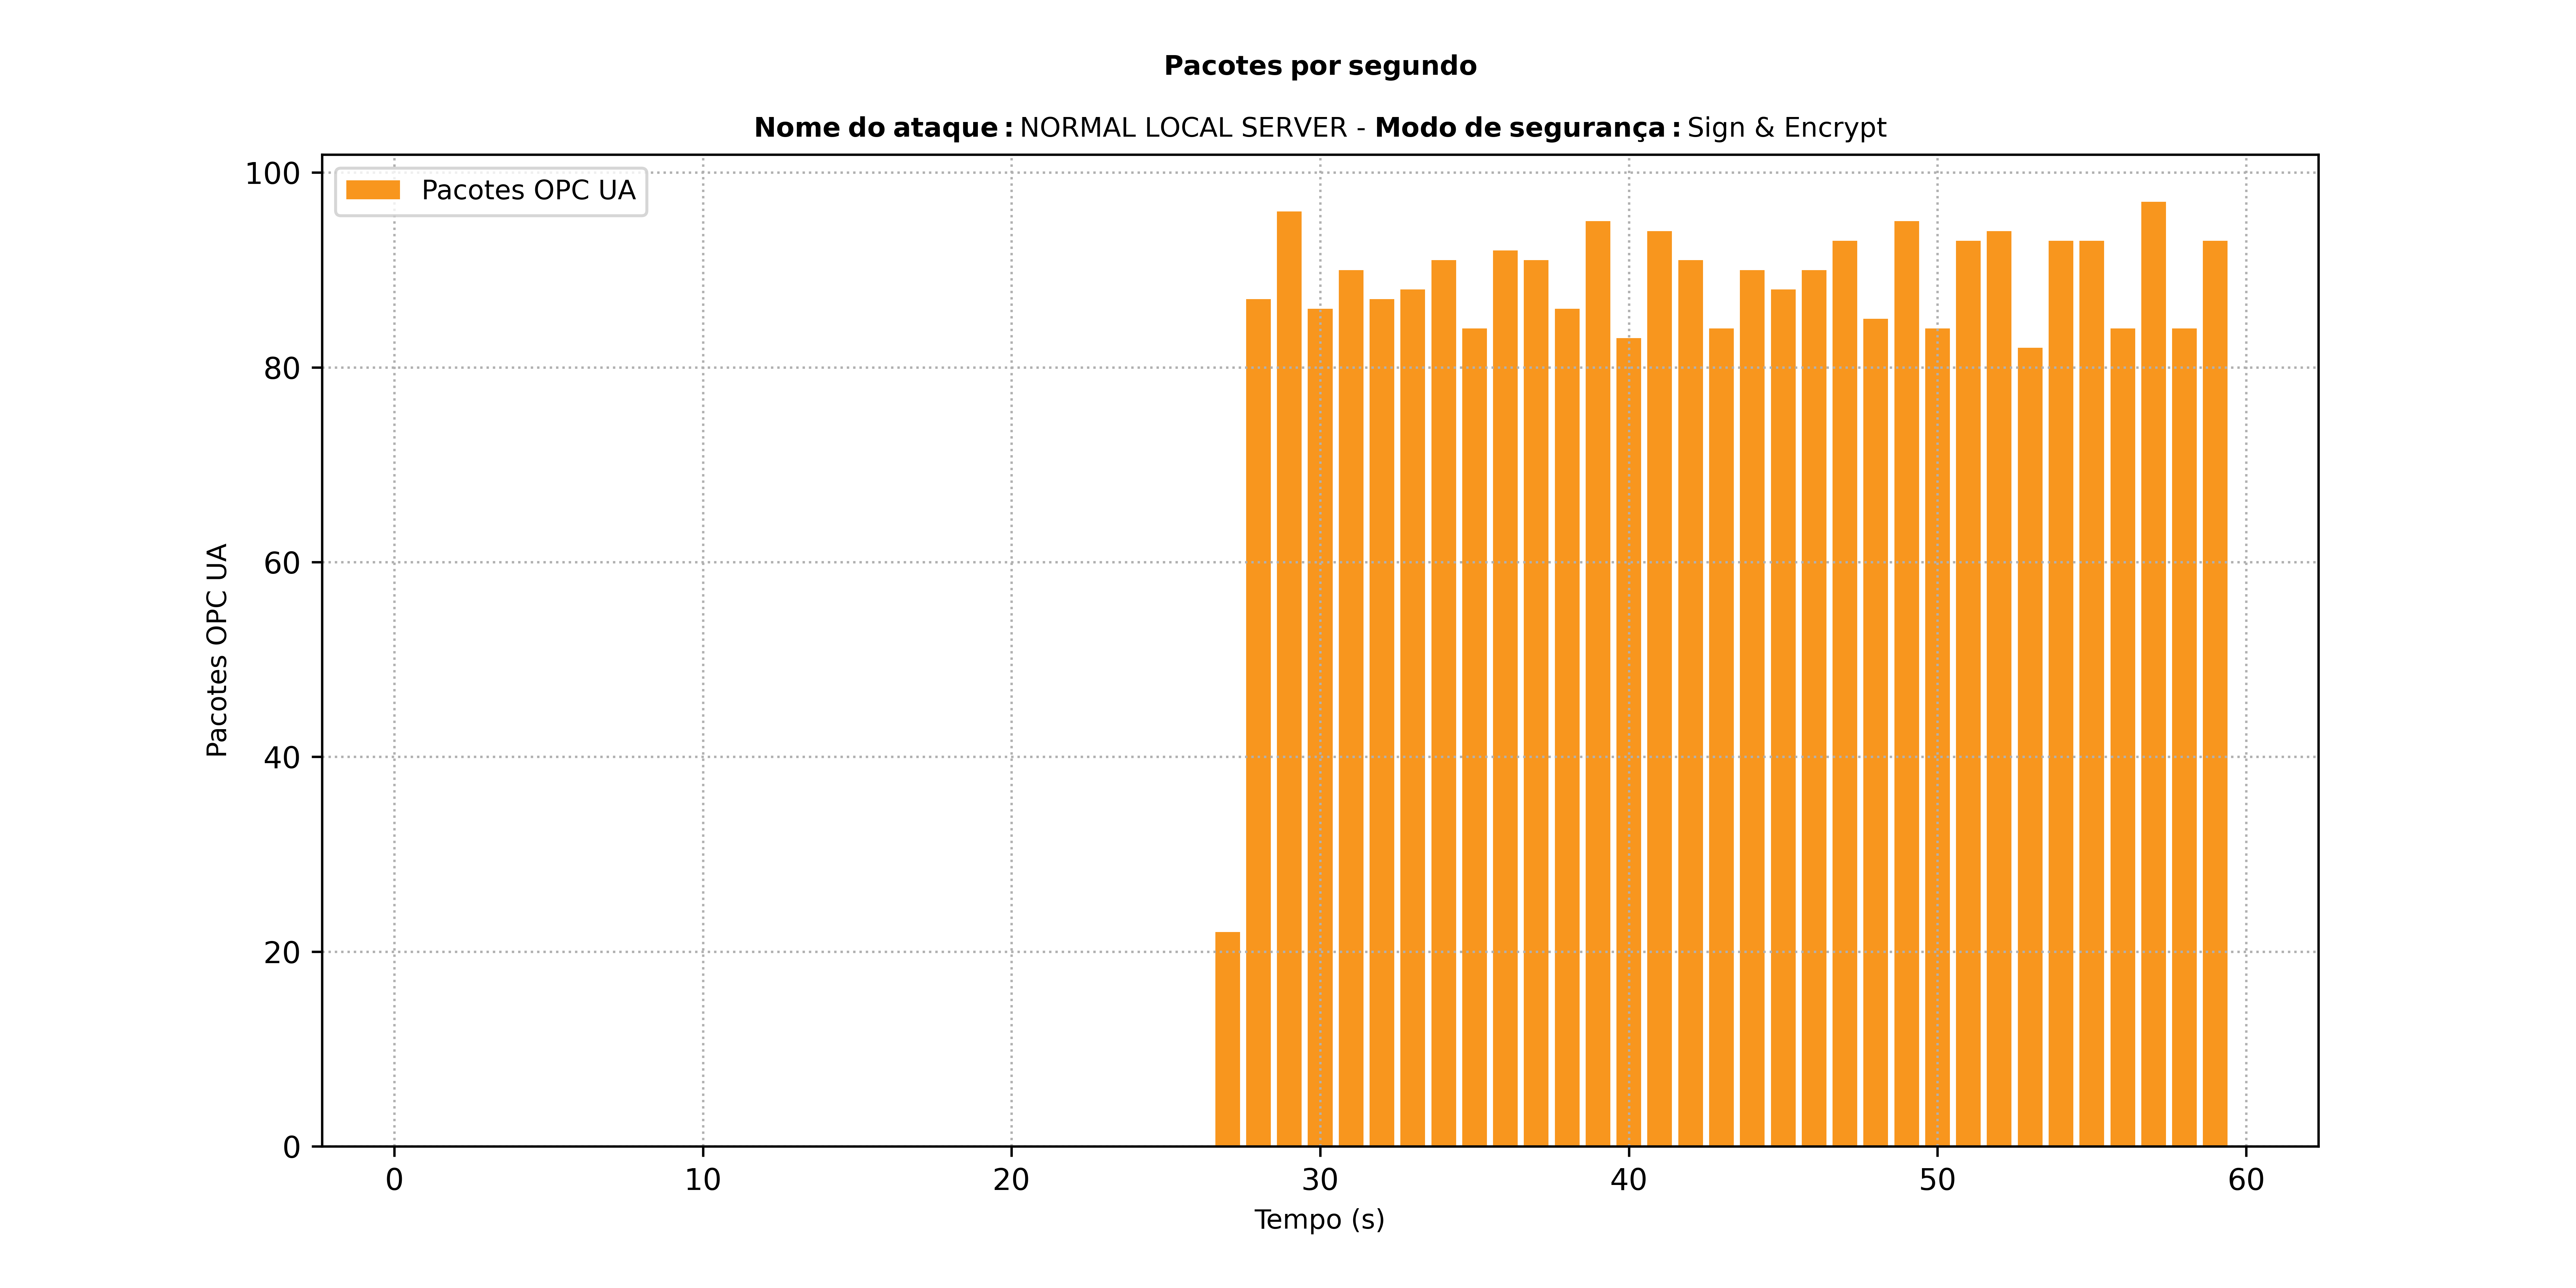 Pacotes por segundo
Nome do ataque: NORMAL LOCAL SERVER - Modo de segurança: Sign & Encrypt
Pacotes OPC UA
100
80
60
40
20
0
Pacotes OPC UA
0 10 20 30 40 50 60
Tempo (s)